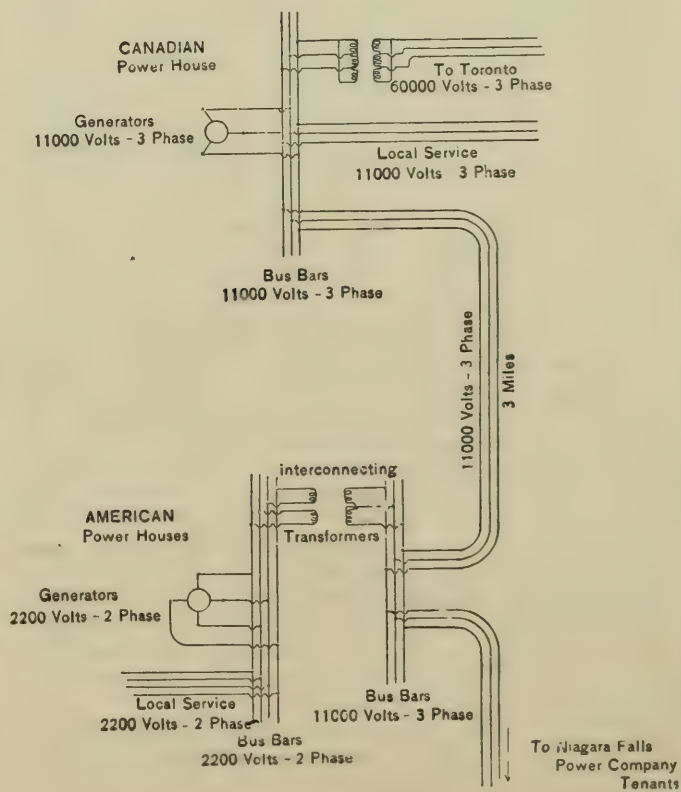 CANADIAN
Power House
To Toronto
60000 Volts - 3 Phase
Generators
11000 Volts - 3 Phase
Local Service
11000 Volts 3 Phase
Bus Bars
11000 Volts - 3 Phase
11000 Volts - 3 Phase
3 Miles
interconnecting
AMERICAN
Power Houses
Transformers
Generators
2200 Volts - 2 Phase
Local Service
2200 Volts - 2 Phase
Bus Bars
2200 Volts - 2 Phase
Bus Bars
11000 Volts - 3 Phase
To Niagara Falls
Power Company
Tenants